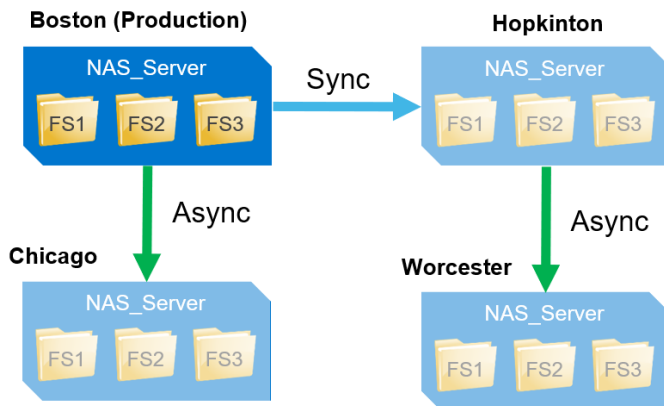 Boston (Production)
Hopkinton
NAS_Server
FS1 FS2 FS3
Sync
NAS_Server
FS1 FS2 FS3
Async
Async
Chicago
Worcester
NAS_Server
FS1 FS2 FS3
NAS_Server
FS1 FS2 FS3